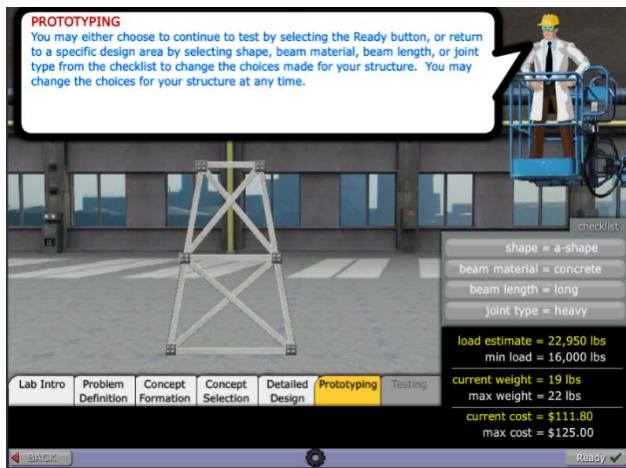 PROTOTYPING
You may either choose to continue to test by selecting the Ready button, or return
to a specific design area by selecting shape, beam material, beam length, or joint
type from the checklist to change the choices made for your structure. You may
change the choices for your structure at any time.
checklist
shape = a-shape
beam material = concrete
beam length = long
joint type = heavy
load estimate = 22,950 lbs
min load = 16,000 lbs
current weight = 19 lbs
max weight = 22 lbs
current cost = $111.80
max cost = $125.00
Lab Intro
Problem
Definition
Concept
Formation
Concept
Selection
Detailed
Design
Prototyping
Testing
BACK
Ready